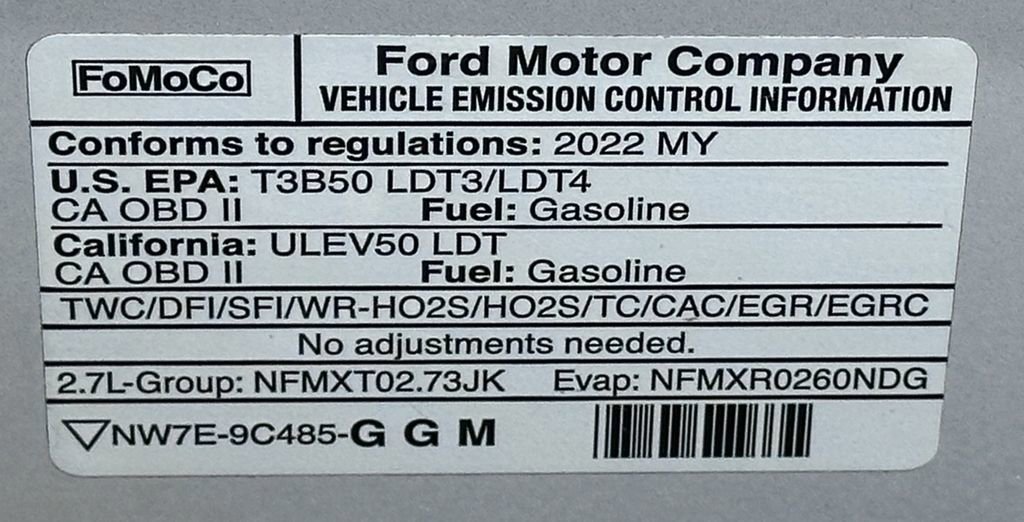 FoMoCo
Ford Motor Company
VEHICLE EMISSION CONTROL INFORMATION
Conforms to regulations: 2022 MY
U.S. EPA: T3B50 LDT3/LDT4
CA OBD II Fuel: Gasoline
California: ULEV50 LDT
CA OBD II Fuel: Gasoline
TWC/DFI/SFI/WR-HO2S/HO2S/TC/CAC/EGR/EGRC
No adjustments needed.
2.7L-Group: NFMXT02.73JK Evap: NFMXR0260NDG
NW7E-9C485-G G M